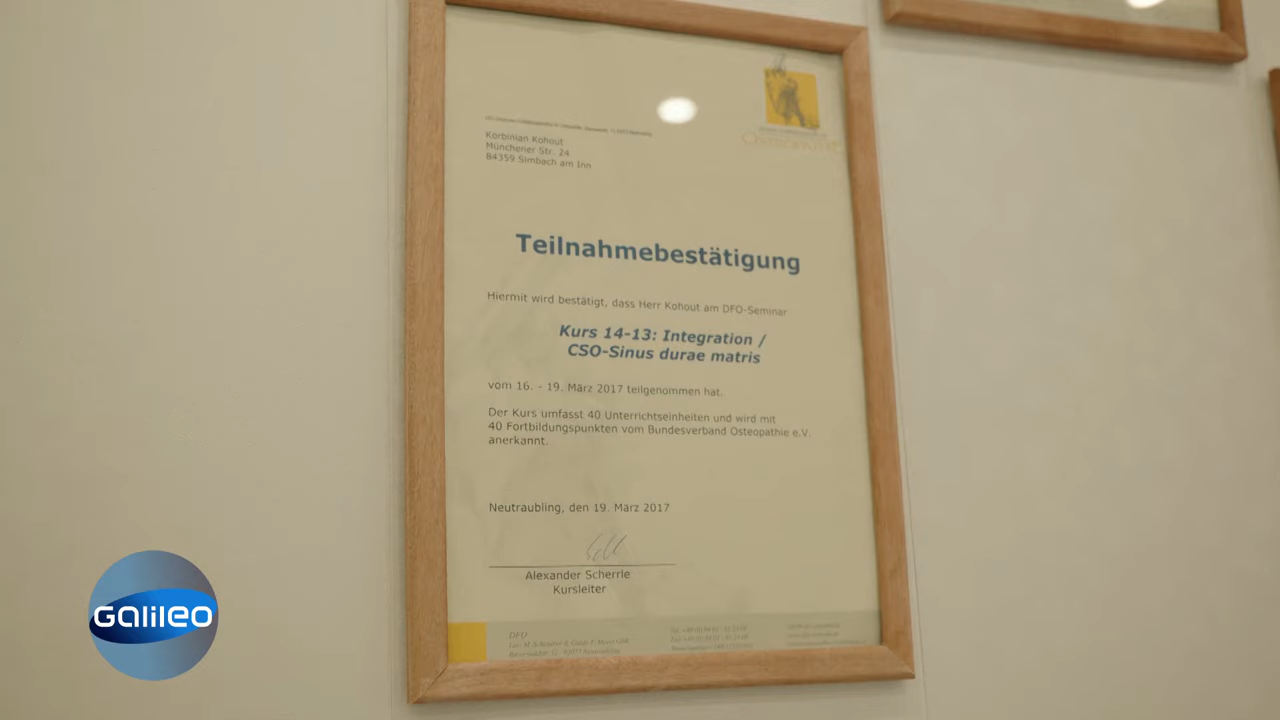 Korbinian Kohout
Münchener Str. 24
84359 Simbach am Inn
OSTEOPATHIE
Teilnahmebestätigung
Hiermit wird bestätigt, dass Herr Kohout am DFO-Seminar
Kurs 14-13: Integration /
CSO-Sinus durae matris
vom 16. - 19. März 2017 teilgenommen hat.
Der Kurs umfasst 40 Unterrichtseinheiten und wird mit
40 Fortbildungspunkten vom Bundesverband Osteopathie e.V.
anerkannt.
Neutraubling, den 19. März 2017
Alexander Scherrle
Kursleiter
DFO
GALILEO